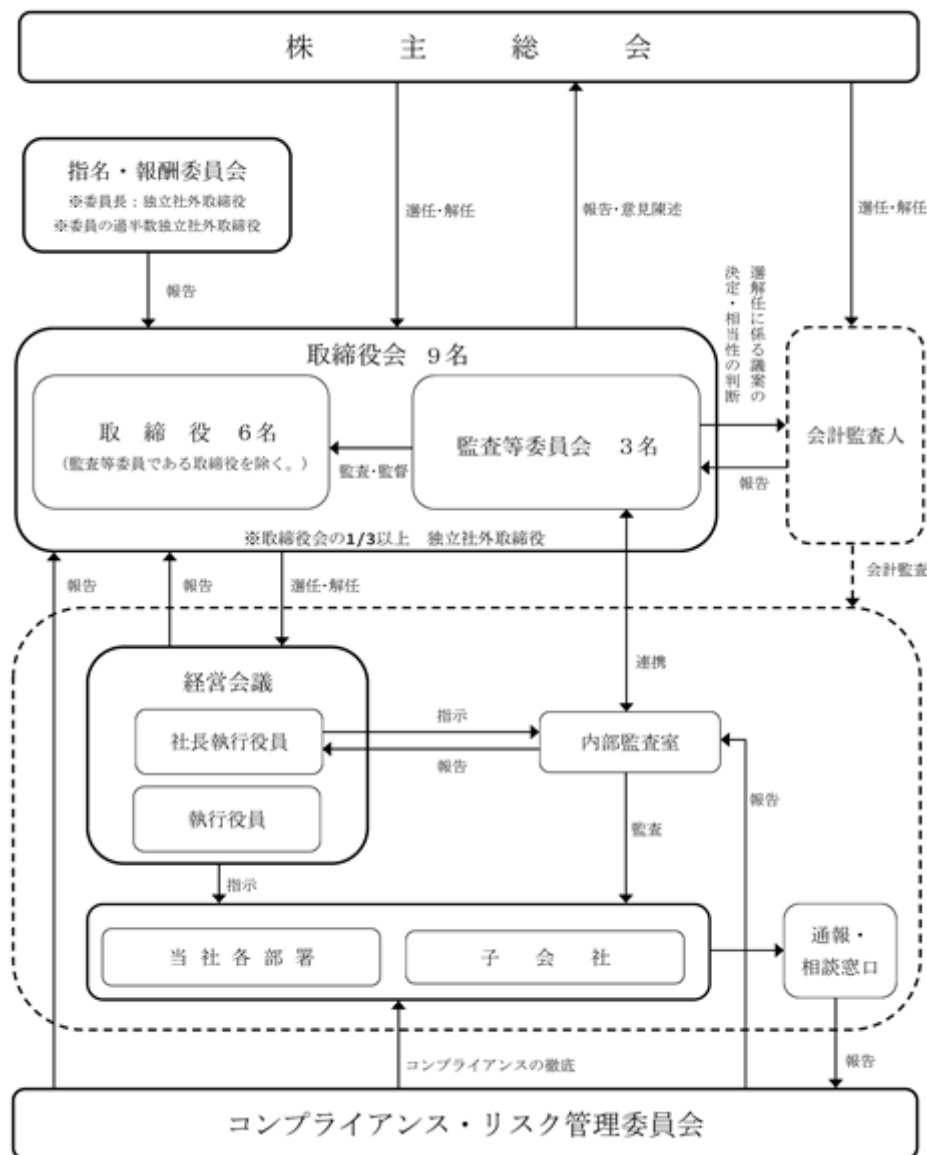 株主総会
指名・報酬委員会
※委員長：独立社外取締役
※委員の過半数独立社外取締役
選任・解任
報告・意見陳述
選任・解任
報告
選解任に係る議案の
決定・相当性の判断
取締役会 9名
取締役 6名
（監査等委員である取締役を除く。）
監査・監督
監査等委員会 3名
報告
会計監査人
※取締役会の1/3以上 独立社外取締役
報告
報告
選任・解任
会計監査
経営会議
連携
社長執行役員
指示
報告
内部監査室
執行役員
監査
報告
指示
当社各部署
子会社
通報・
相談窓口
コンプライアンスの徹底
報告
コンプライアンス・リスク管理委員会